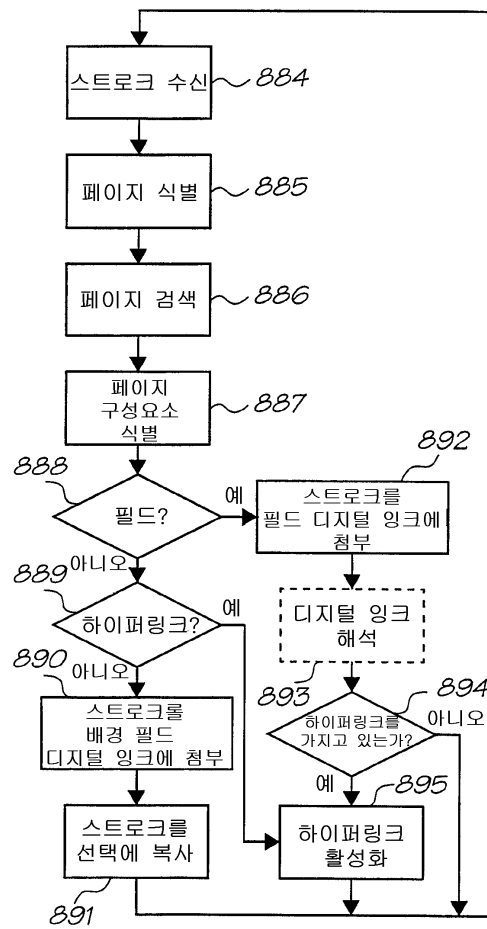 스트로크 수신
884
페이지 식별
885
페이지 검색
886
페이지
구성요소
식별
887
888
필드?
예
아니오
892
스트로크를
필드 디지털 잉크에
첨부
889
하이퍼링크?
예
아니오
디지털 잉크
해석
893
890
스트로크롤
배경 필드
디지털 잉크에 첨부
894
하이퍼링크를
가지고 있는가?
아니오
예
스트로크를
선택에 복사
891
895
하이퍼링크
활성화